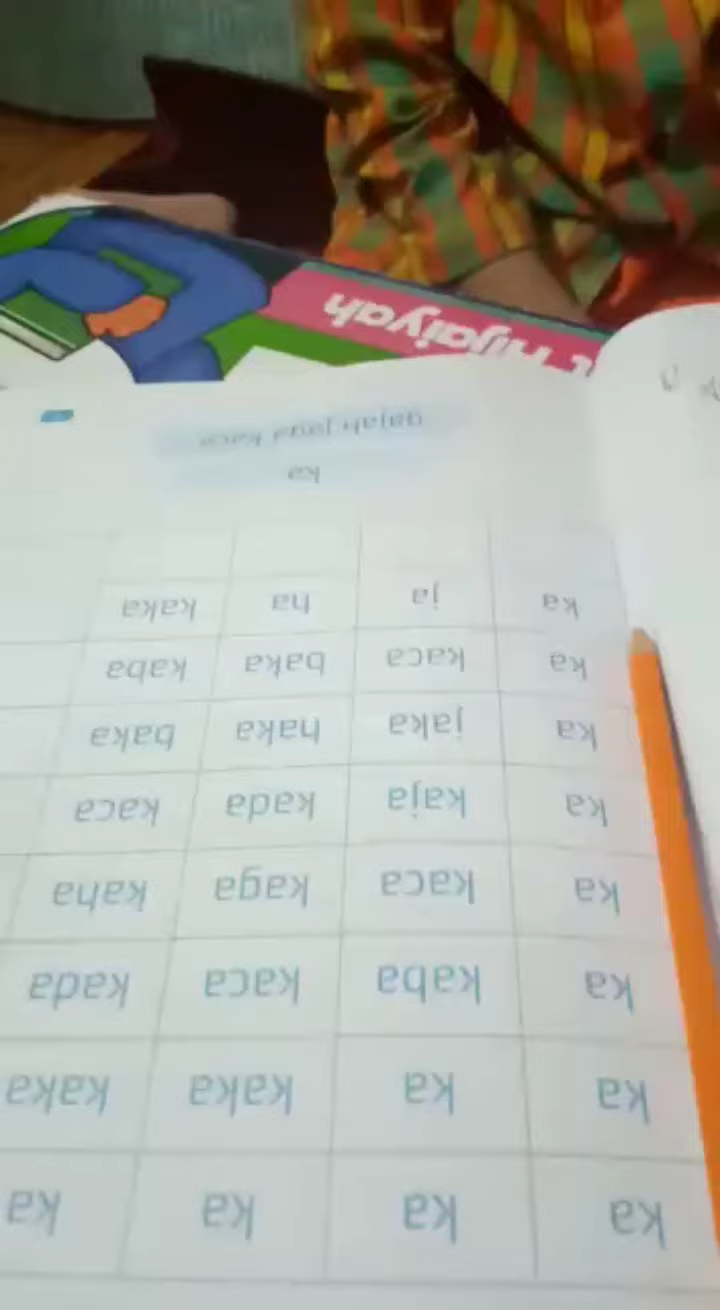 ka ka ka ka
ka ka kaka kaka
ka kaba kaca kada
ka kaca kaga kaha
ka kaja kada kaca
ka jaka haka baka
ka kaca baka kaba
ka ja ha kaka
ka
gajah jaga kaca
Hijaiyah